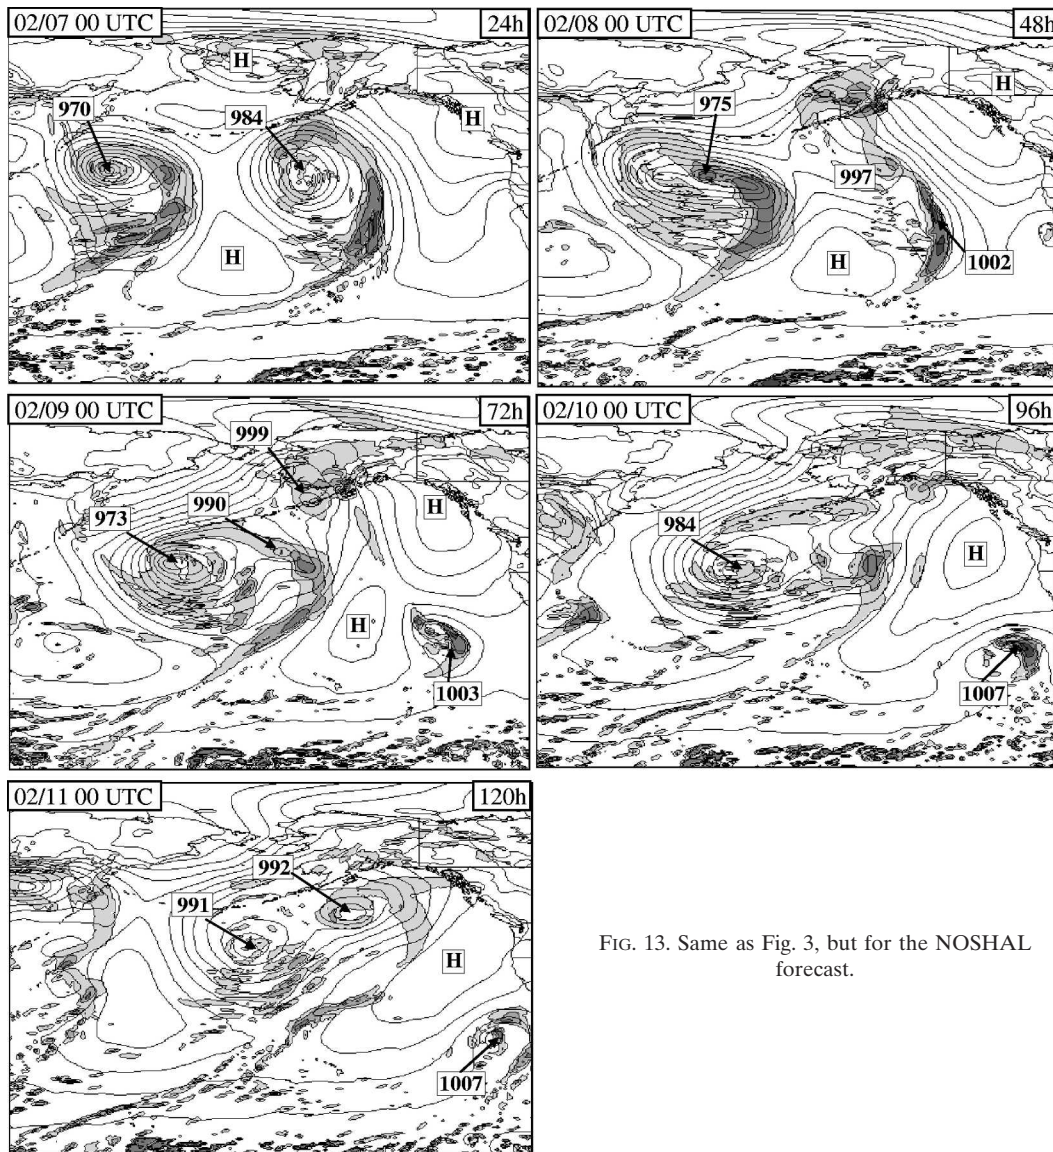 02/07 00 UTC
24h
H
970
984
H
H
02/08 00 UTC
48h
H
975
997
H
1002
02/09 00 UTC
72h
999
H
990
973
H
1003
02/10 00 UTC
96h
984
H
1007
02/11 00 UTC
120h
992
991
H
1007
FIG. 13. Same as Fig. 3, but for the NOSHAL
forecast.